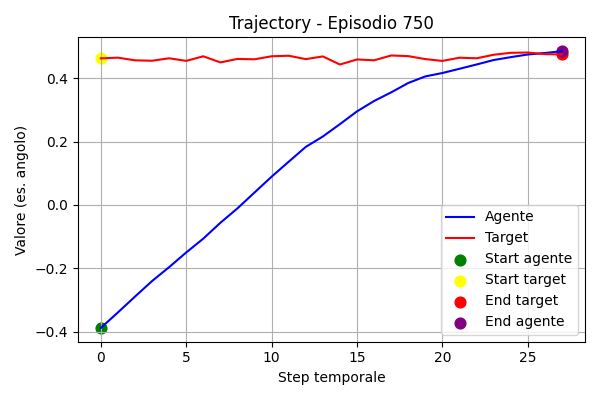 Trajectory - Episodio 750
Valore (es. angolo)
0.4
0.2
0.0
−0.2
−0.4
0
5
10
15
20
25
Step temporale
Agente
Target
Start agente
Start target
End target
End agente